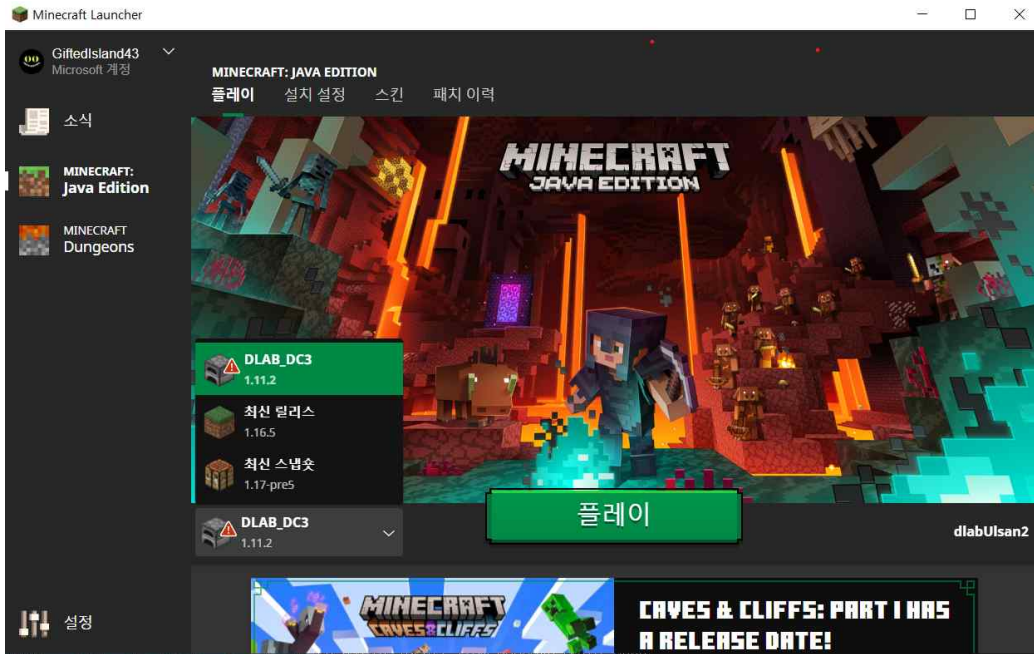 Minecraft Launcher
GiftedIsland43
Microsoft 계정
소식
MINECRAFT:
Java Edition
MINECRAFT
Dungeons
설정
MINECRAFT: JAVA EDITION
플레이 설치 설정 스킨 패치 이력
MINECRAFT
JAVA EDITION
DLAB_DC3
1.11.2
최신 릴리스
1.16.5
최신 스냅숏
1.17-pre5
DLAB_DC3
1.11.2
플레이
dlabUlsan2
MINECRAFT
CAVES & CLIFFS
CAVES & CLIFFS: PART I HAS
A RELEASE DATE!